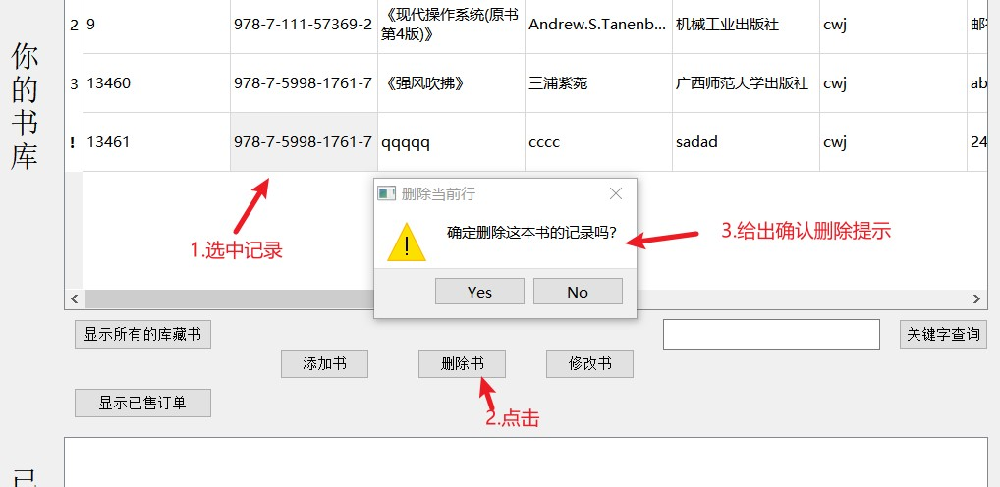 2 9 978-7-111-57369-2 《现代操作系统(原书 Andrew.S.Tanenb... 机械工业出版社 cwj
第4版)》
你的书库
3 13460 978-7-5998-1761-7 《强风吹拂》 三浦紫菀 广西师范大学出版社 cwj ab
! 13461 978-7-5998-1761-7 qqqqq cccc sadad cwj 24
删除当前行
确定删除这本书的记录吗?
3.给出确认删除提示
1.选中记录
Yes No
显示所有的库藏书 关键字查询
添加书 删除书 修改书
显示已售订单
2.点击